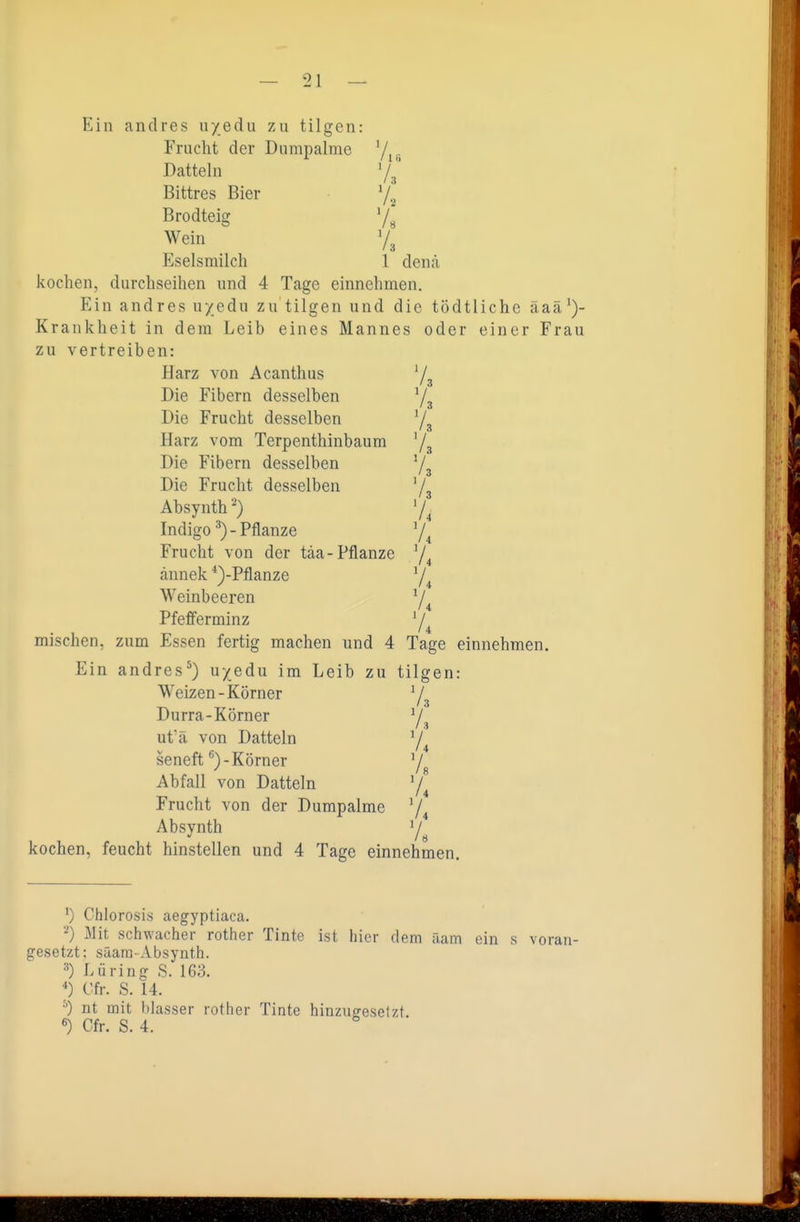 — 21 —
Ein andres uχedu zu tilgen:
Frucht der Dumpalme 1/16
Datteln 1/3
Bittres Bier 1/2
Brodteig 1/8
Wein 1/3
Eselsmilch 1 denȧ
kochen, durchseihen und 4 Tage einnehmen.
Ein andres uχedu zu tilgen und die tödtliche äaä¹)-
Krankheit in dem Leib eines Mannes oder einer Frau
zu vertreiben:
Harz von Acanthus 1/3
Die Fibern desselben 1/3
Die Frucht desselben 1/3
Harz vom Terpenthinbaum 1/3
Die Fibern desselben 1/3
Die Frucht desselben 1/3
Absynth²) 1/4
Indigo³)-Pflanze 1/4
Frucht von der täa-Pflanze 1/4
ȧnnek⁴)-Pflanze 1/4
Weinbeeren 1/4
Pfefferminz 1/4
mischen, zum Essen fertig machen und 4 Tage einnehmen.
Ein andres⁵) uχedu im Leib zu tilgen:
Weizen-Körner 1/3
Durra-Körner 1/3
ut'ä von Datteln 1/4
seneft⁶)-Körner 1/8
Abfall von Datteln 1/4
Frucht von der Dumpalme 1/4
Absynth 1/8
kochen, feucht hinstellen und 4 Tage einnehmen.
¹) Chlorosis aegyptiaca.
²) Mit schwacher rother Tinte ist hier dem äam ein s voran-
gesetzt; säam-Absynth.
³) Lüring S. 163.
⁴) Cfr. S. 14.
⁵) nt mit blasser rother Tinte hinzugesetzt.
⁶) Cfr. S. 4.